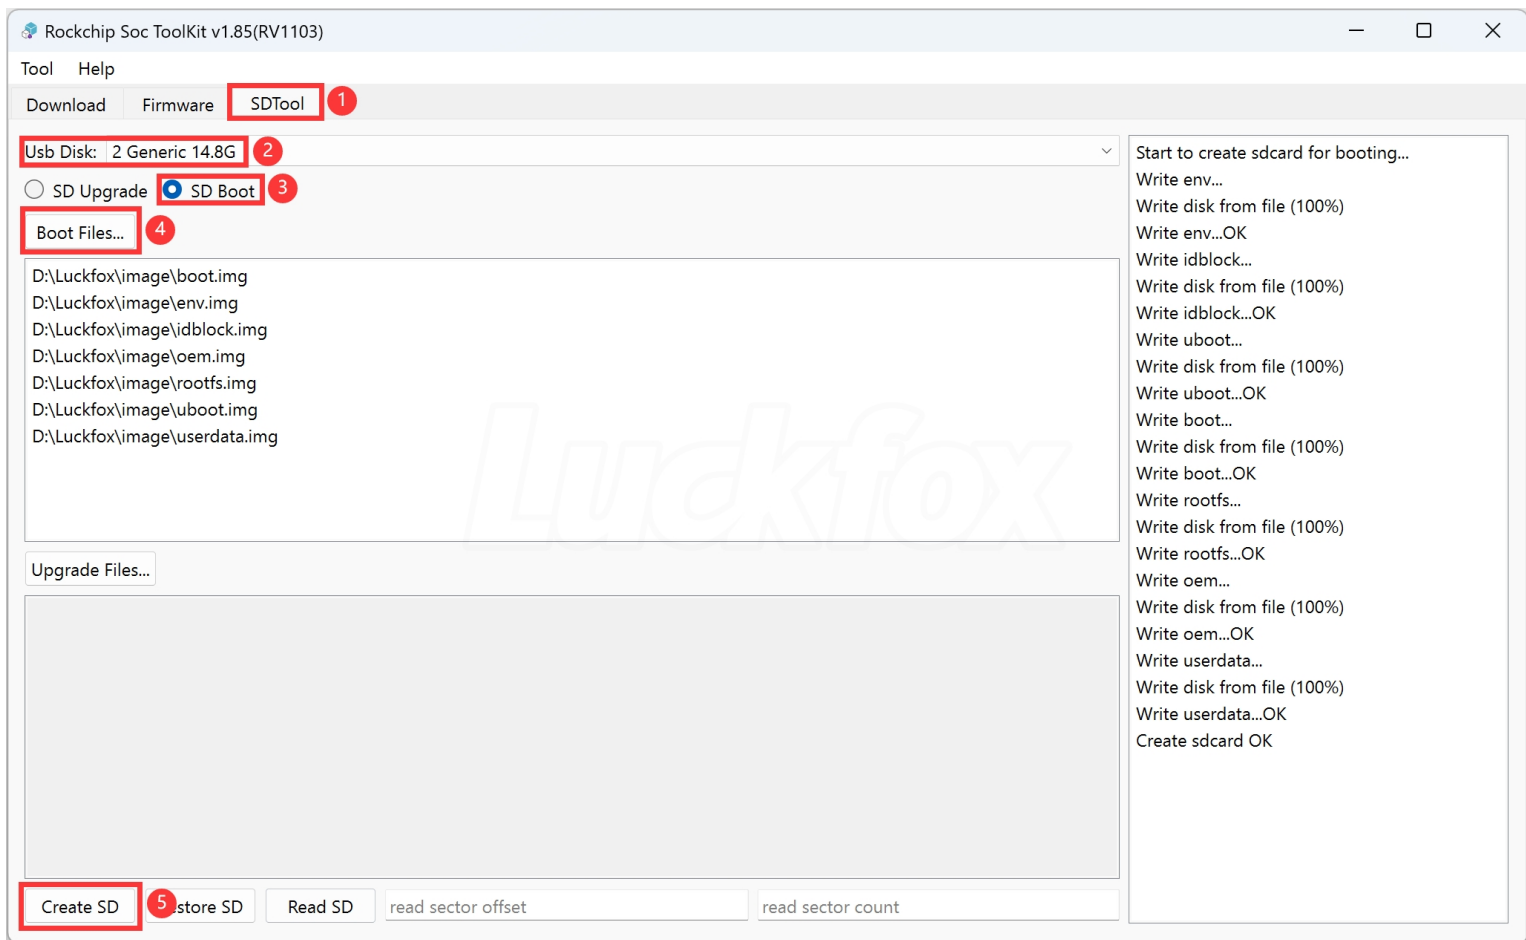 Rockchip Soc ToolKit v1.85(RV1103)
Tool Help
Download Firmware SDTool 1
Usb Disk: 2 Generic 14.8G 2
SD Upgrade SD Boot 3
Boot Files... 4
D:\Luckfox\image\boot.img
D:\Luckfox\image\env.img
D:\Luckfox\image\idblock.img
D:\Luckfox\image\oem.img
D:\Luckfox\image\rootfs.img
D:\Luckfox\image\uboot.img
D:\Luckfox\image\userdata.img
Luckfox
Upgrade Files...
Create SD 5 store SD Read SD read sector offset read sector count
Start to create sdcard for booting...
Write env...
Write disk from file (100%)
Write env...OK
Write idblock...
Write disk from file (100%)
Write idblock...OK
Write uboot...
Write disk from file (100%)
Write uboot...OK
Write boot...
Write disk from file (100%)
Write boot...OK
Write rootfs...
Write disk from file (100%)
Write rootfs...OK
Write oem...
Write disk from file (100%)
Write oem...OK
Write userdata...
Write disk from file (100%)
Write userdata...OK
Create sdcard OK